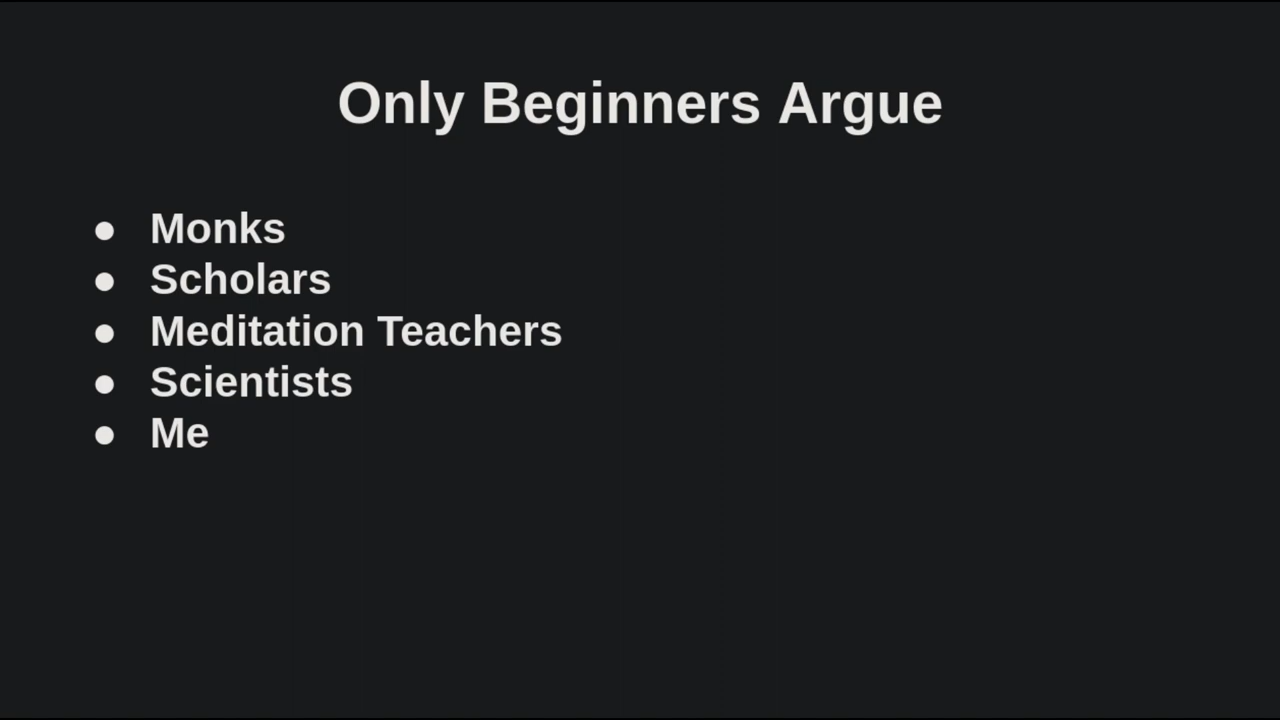 Only Beginners Argue
● Monks
● Scholars
● Meditation Teachers
● Scientists
● Me